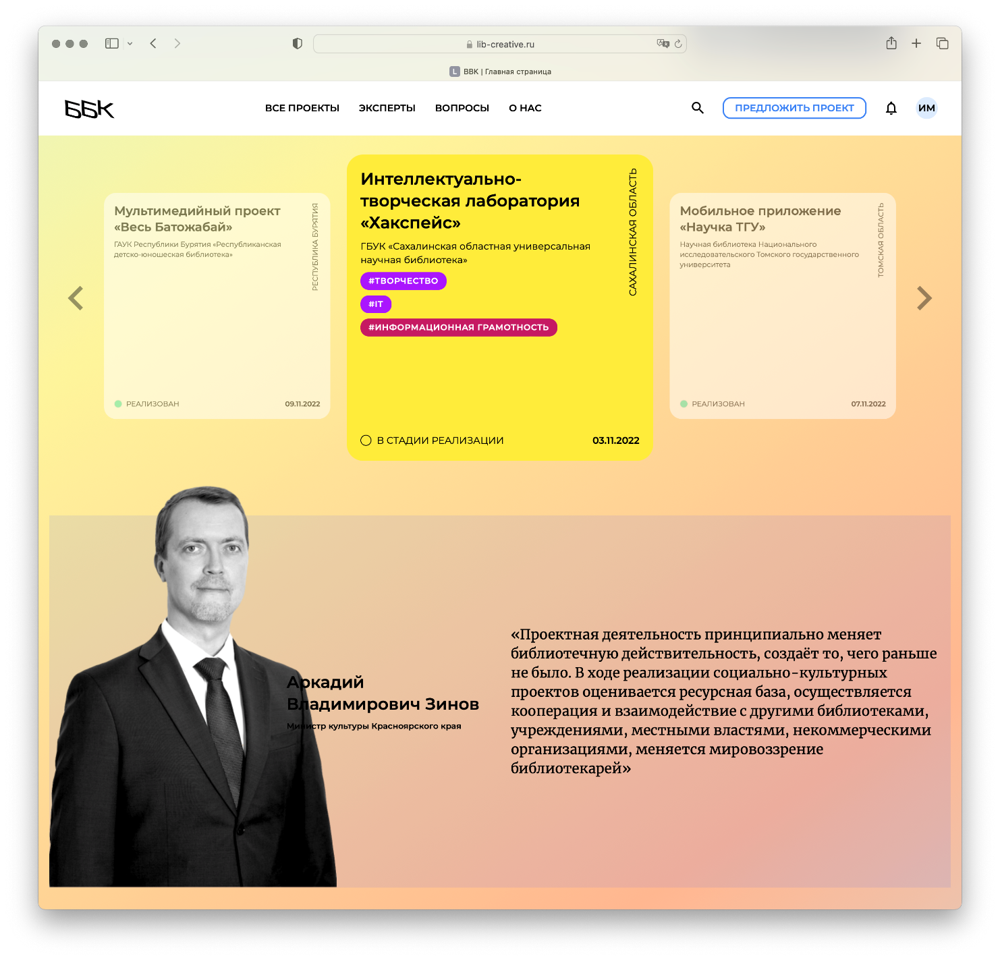 lib-creative.ru
L BBK | Главная страница
ББК
ВСЕ ПРОЕКТЫ
ЭКСПЕРТЫ
ВОПРОСЫ
О НАС
ПРЕДЛОЖИТЬ ПРОЕКТ
ИМ
Мультимедийный проект
«Весь Батожабай»
ГАУК Республики Бурятия «Республиканская
детско-юношеская библиотека»
РЕСПУБЛИКА БУРЯТИЯ
РЕАЛИЗОВАН
09.11.2022
Интеллектуально-
творческая лаборатория
«Хакспейс»
ГБУК «Сахалинская областная универсальная
научная библиотека»
#ТВОРЧЕСТВО
#IT
#ИНФОРМАЦИОННАЯ ГРАМОТНОСТЬ
САХАЛИНСКАЯ ОБЛАСТЬ
В СТАДИИ РЕАЛИЗАЦИИ
03.11.2022
Мобильное приложение
«Научка ТГУ»
Научная библиотека Национального
исследовательского Томского государственного
университета
ТОМСКАЯ ОБЛАСТЬ
РЕАЛИЗОВАН
07.11.2022
Аркадий
Владимирович Зинов
Министр культуры Красноярского края
«Проектная деятельность принципиально меняет
библиотечную действительность, создаёт то, чего раньше
не было. В ходе реализации социально-культурных
проектов оценивается ресурсная база, осуществляется
кооперация и взаимодействие с другими библиотеками,
учреждениями, местными властями, некоммерческими
организациями, меняется мировоззрение
библиотекарей»